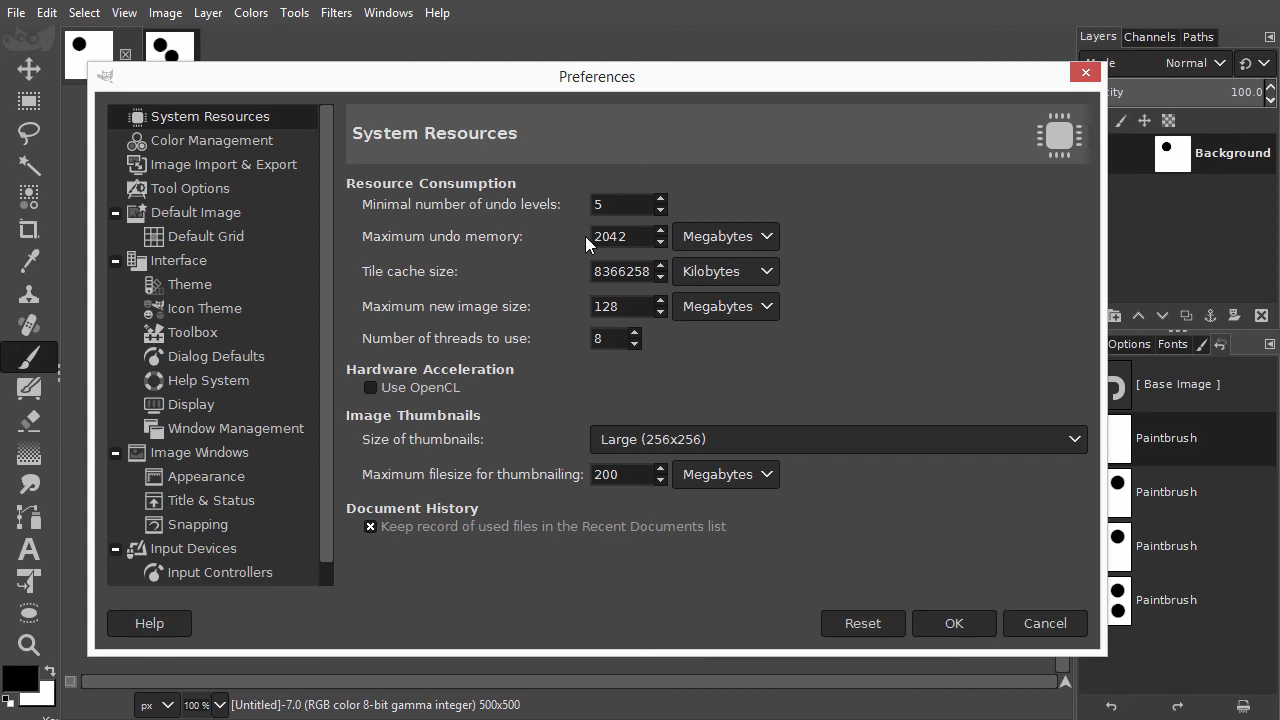 File Edit Select View Image Layer Colors Tools Filters Windows Help
Layers Channels Paths
Normal
100.0
Background
Options Fonts
[ Base Image ]
Paintbrush
Paintbrush
Paintbrush
Paintbrush
Preferences
System Resources
Color Management
Image Import & Export
Tool Options
Default Image
Default Grid
Interface
Theme
Icon Theme
Toolbox
Dialog Defaults
Help System
Display
Window Management
Image Windows
Appearance
Title & Status
Snapping
Input Devices
Input Controllers
System Resources
Resource Consumption
Minimal number of undo levels: 5
Maximum undo memory: 2042 Megabytes
Tile cache size: 8366258 Kilobytes
Maximum new image size: 128 Megabytes
Number of threads to use: 8
Hardware Acceleration
Use OpenCL
Image Thumbnails
Size of thumbnails: Large (256x256)
Maximum filesize for thumbnailing: 200 Megabytes
Document History
Keep record of used files in the Recent Documents list
Help Reset OK Cancel
px 100 % [Untitled]-7.0 (RGB color 8-bit gamma integer) 500x500